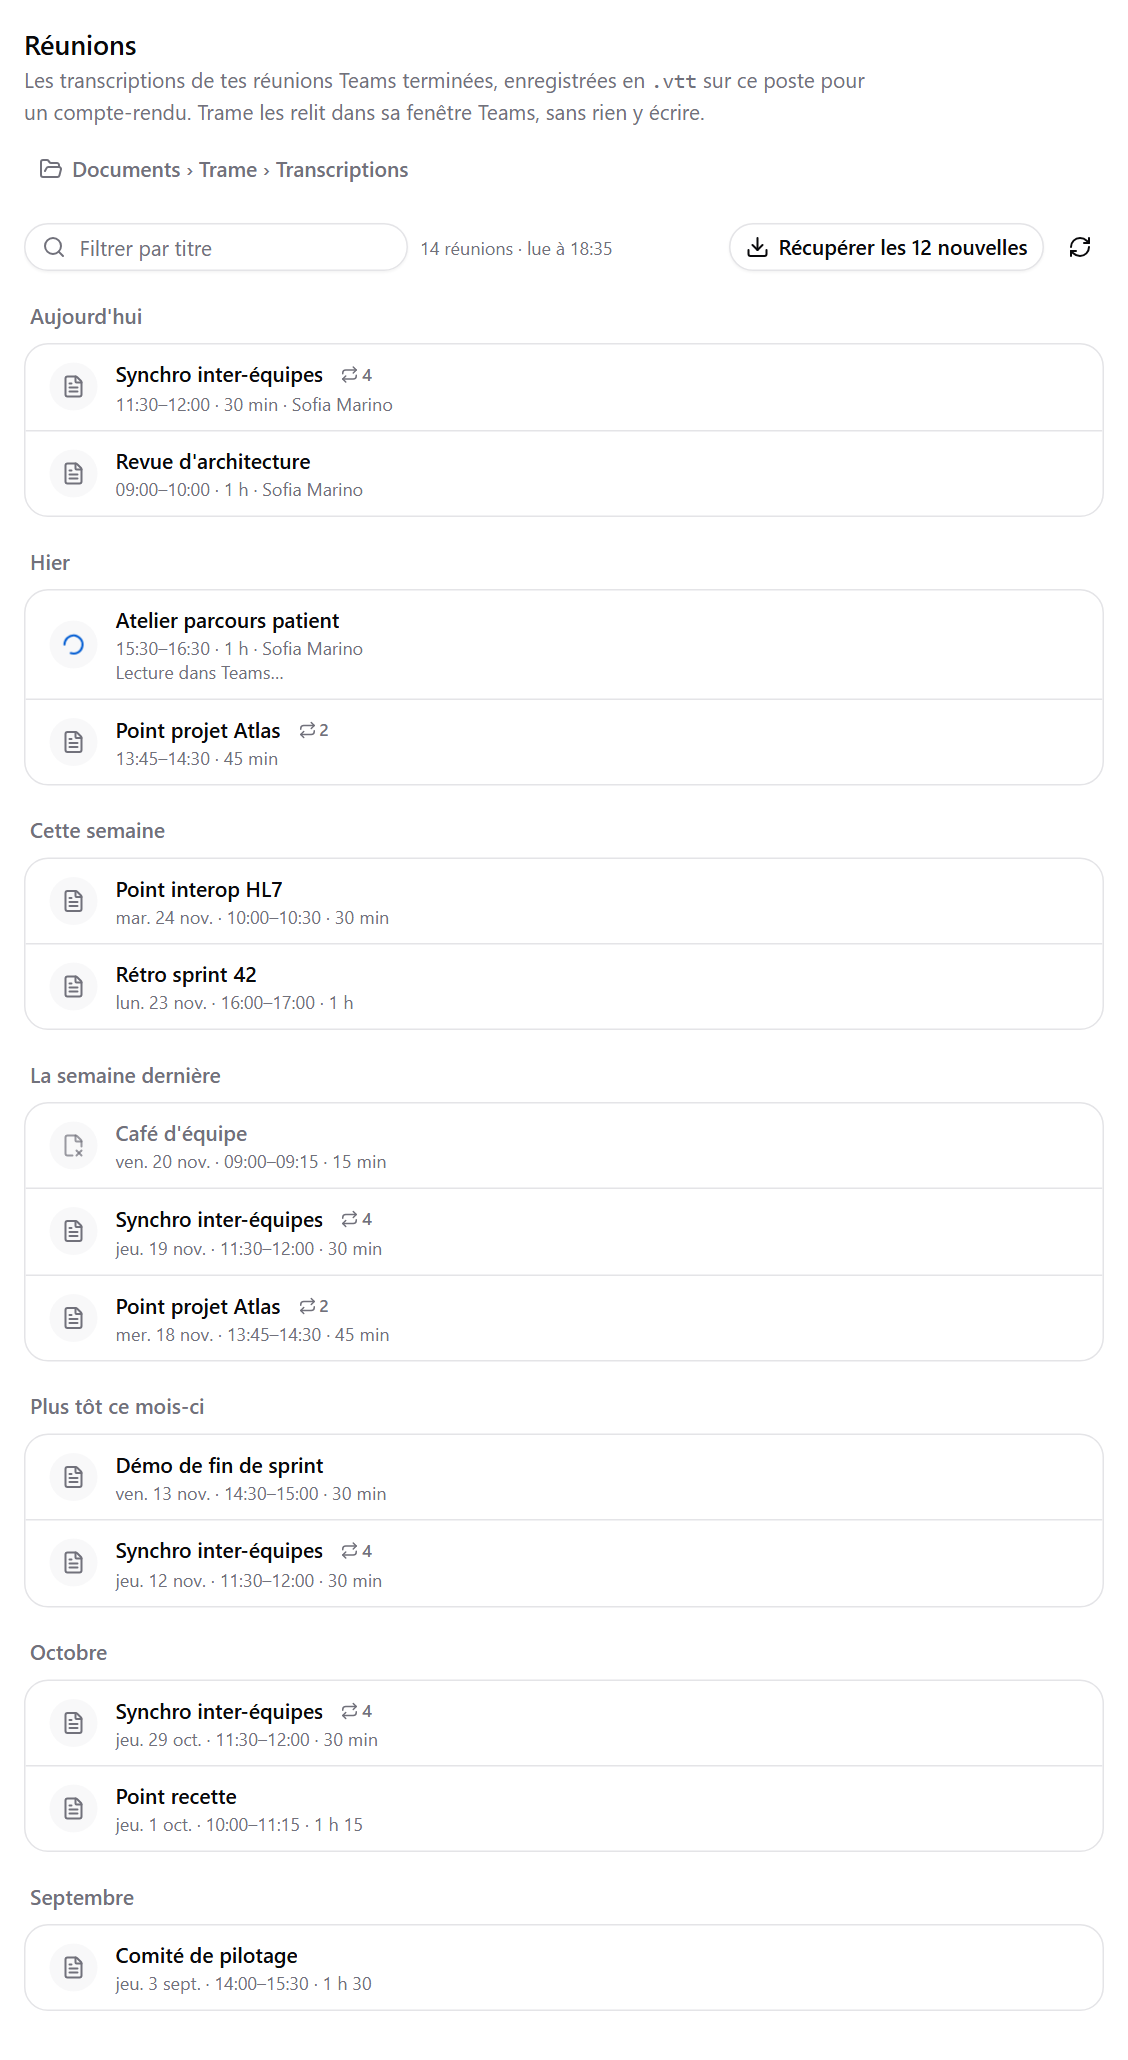 Réunions
Les transcriptions de tes réunions Teams terminées, enregistrées en .vtt sur ce poste pour
un compte-rendu. Trame les relit dans sa fenêtre Teams, sans rien y écrire.
Documents › Trame › Transcriptions
Filtrer par titre
14 réunions · lue à 18:35
Récupérer les 12 nouvelles
Aujourd'hui
Synchro inter-équipes 4
11:30–12:00 · 30 min · Sofia Marino
Revue d'architecture
09:00–10:00 · 1 h · Sofia Marino
Hier
Atelier parcours patient
15:30–16:30 · 1 h · Sofia Marino
Lecture dans Teams…
Point projet Atlas 2
13:45–14:30 · 45 min
Cette semaine
Point interop HL7
mar. 24 nov. · 10:00–10:30 · 30 min
Rétro sprint 42
lun. 23 nov. · 16:00–17:00 · 1 h
La semaine dernière
Café d'équipe
ven. 20 nov. · 09:00–09:15 · 15 min
Synchro inter-équipes 4
jeu. 19 nov. · 11:30–12:00 · 30 min
Point projet Atlas 2
mer. 18 nov. · 13:45–14:30 · 45 min
Plus tôt ce mois-ci
Démo de fin de sprint
ven. 13 nov. · 14:30–15:00 · 30 min
Synchro inter-équipes 4
jeu. 12 nov. · 11:30–12:00 · 30 min
Octobre
Synchro inter-équipes 4
jeu. 29 oct. · 11:30–12:00 · 30 min
Point recette
jeu. 1 oct. · 10:00–11:15 · 1 h 15
Septembre
Comité de pilotage
jeu. 3 sept. · 14:00–15:30 · 1 h 30